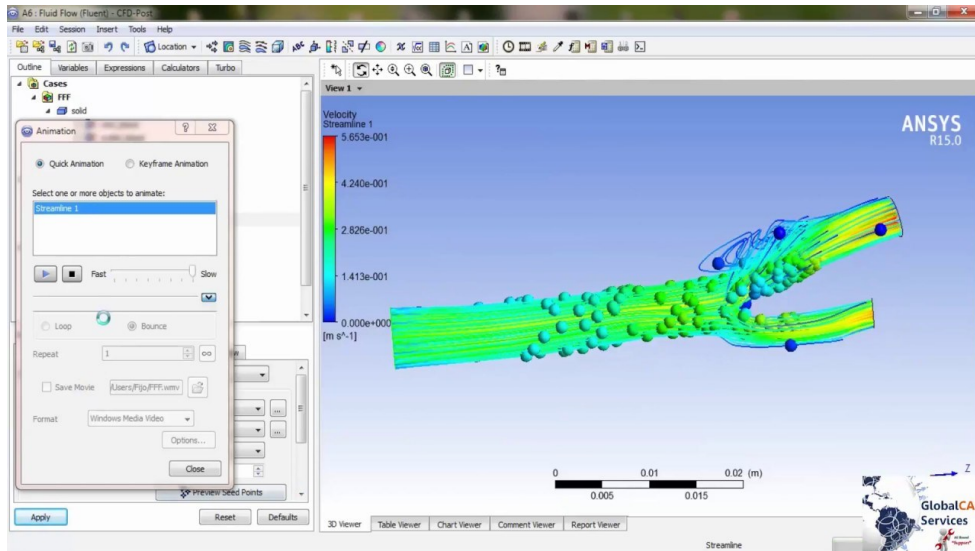 A6 : Fluid Flow (Fluent) - CFD-Post
File Edit Session Insert Tools Help
Location
Outline Variables Expressions Calculators Turbo
Cases
FFF
solid
Animation
Quick Animation Keyframe Animation
Select one or more objects to animate:
Streamline 1
Fast Slow
Loop Bounce
Repeat 1
Save Movie /Users/Fijo/FFF.wmv
Format Windows Media Video
Options...
Close
Preview Seed Points
Apply Reset Defaults
View 1
Velocity
Streamline 1
5.653e-001
4.240e-001
2.826e-001
1.413e-001
0.000e+000
[m s^-1]
ANSYS
R15.0
0 0.01 0.02 (m)
0.005 0.015
Z
3D Viewer Table Viewer Chart Viewer Comment Viewer Report Viewer
Streamline
GlobalCA
Services